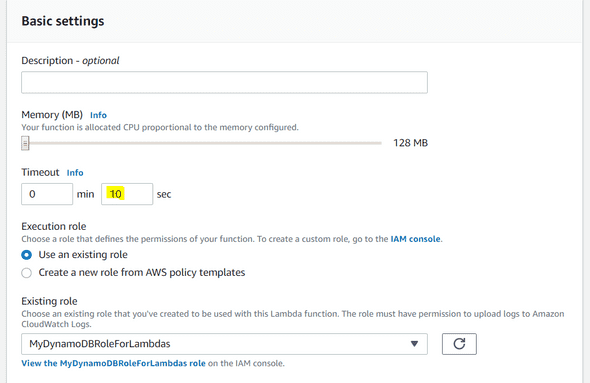 Basic settings
Description - optional
Memory (MB) Info
Your function is allocated CPU proportional to the memory configured.
128 MB
Timeout Info
0 min 10 sec
Execution role
Choose a role that defines the permissions of your function. To create a custom role, go to the IAM console.
Use an existing role
Create a new role from AWS policy templates
Existing role
Choose an existing role that you've created to be used with this Lambda function. The role must have permission to upload logs to Amazon
CloudWatch Logs.
MyDynamoDBRoleForLambdas
View the MyDynamoDBRoleForLambdas role on the IAM console.